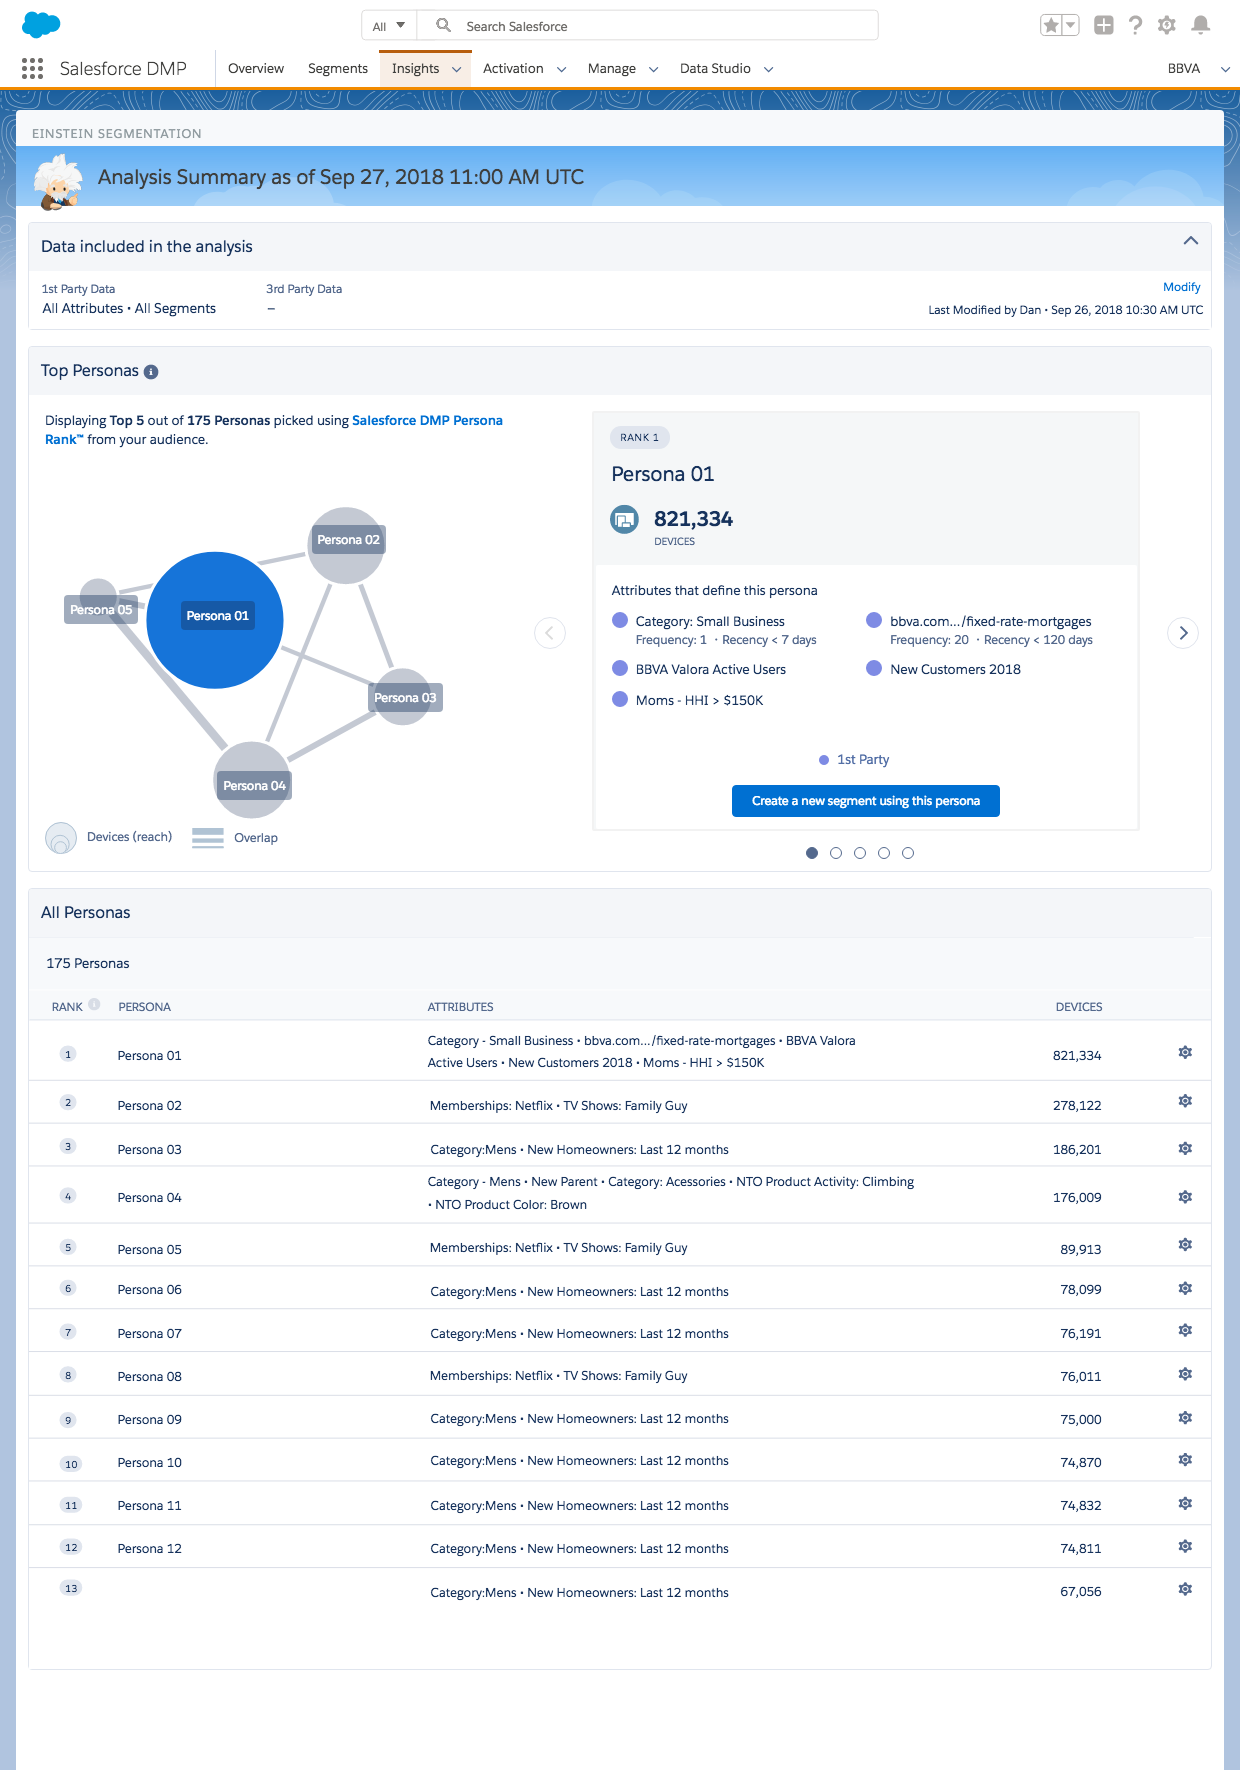 All
Search Salesforce
Salesforce DMP
Overview
Segments
Insights
Activation
Manage
Data Studio
BBVA
EINSTEIN SEGMENTATION
Analysis Summary as of Sep 27, 2018 11:00 AM UTC
Data included in the analysis
1st Party Data
All Attributes • All Segments
3rd Party Data
–
Modify
Last Modified by Dan • Sep 26, 2018 10:30 AM UTC
Top Personas
Displaying Top 5 out of 175 Personas picked using Salesforce DMP Persona
Rank™ from your audience.
Persona 02
Persona 05
Persona 01
Persona 03
Persona 04
Devices (reach)
Overlap
RANK 1
Persona 01
821,334
DEVICES
Attributes that define this persona
Category: Small Business
Frequency: 1 · Recency < 7 days
bbva.com.../fixed-rate-mortgages
Frequency: 20 · Recency < 120 days
BBVA Valora Active Users
New Customers 2018
Moms - HHI > $150K
1st Party
Create a new segment using this persona
All Personas
175 Personas
RANK PERSONA ATTRIBUTES DEVICES
1 Persona 01 Category - Small Business • bbva.com.../fixed-rate-mortgages • BBVA Valora
Active Users • New Customers 2018 • Moms - HHI > $150K 821,334
2 Persona 02 Memberships: Netflix • TV Shows: Family Guy 278,122
3 Persona 03 Category:Mens • New Homeowners: Last 12 months 186,201
4 Persona 04 Category - Mens • New Parent • Category: Acessories • NTO Product Activity: Climbing
• NTO Product Color: Brown 176,009
5 Persona 05 Memberships: Netflix • TV Shows: Family Guy 89,913
6 Persona 06 Category:Mens • New Homeowners: Last 12 months 78,099
7 Persona 07 Category:Mens • New Homeowners: Last 12 months 76,191
8 Persona 08 Memberships: Netflix • TV Shows: Family Guy 76,011
9 Persona 09 Category:Mens • New Homeowners: Last 12 months 75,000
10 Persona 10 Category:Mens • New Homeowners: Last 12 months 74,870
11 Persona 11 Category:Mens • New Homeowners: Last 12 months 74,832
12 Persona 12 Category:Mens • New Homeowners: Last 12 months 74,811
13 Category:Mens • New Homeowners: Last 12 months 67,056